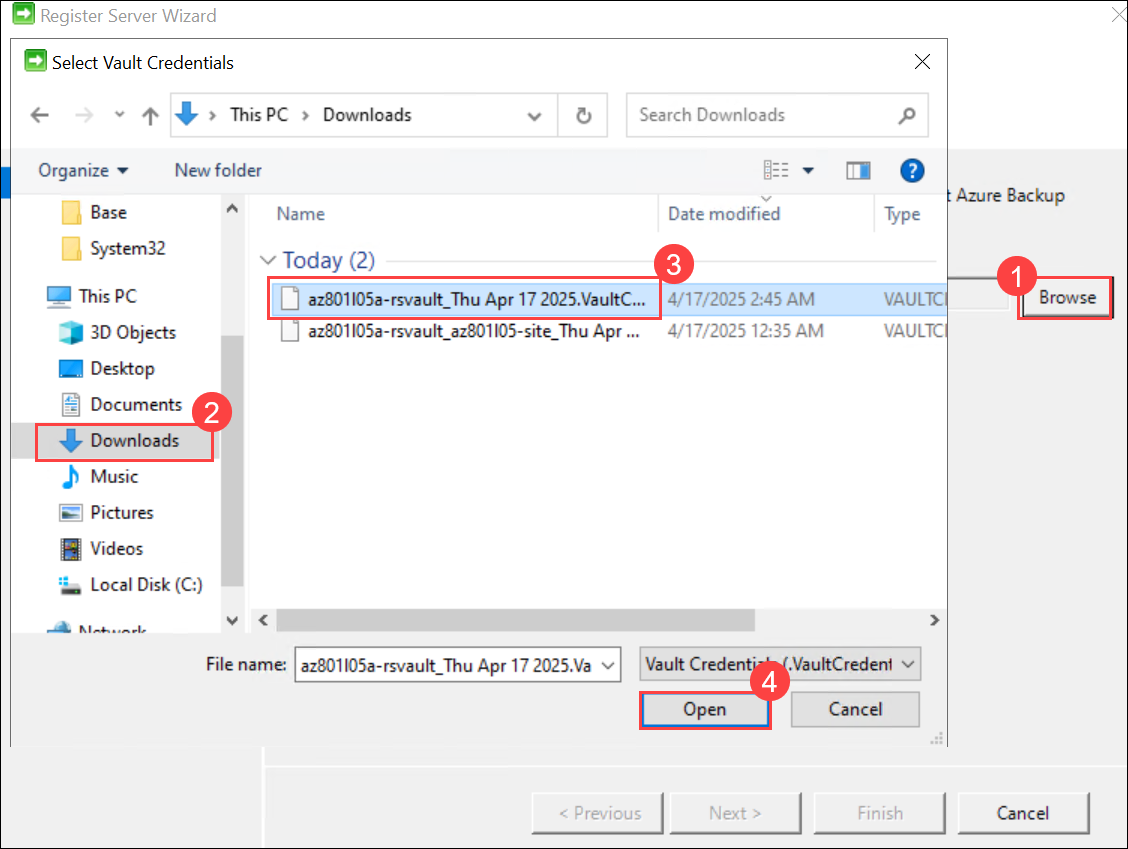 Register Server Wizard
Select Vault Credentials
This PC > Downloads
Search Downloads
Organize
New folder
?
t Azure Backup
Base
System32
This PC
3D Objects
Desktop
Documents
Downloads
2
Music
Pictures
Videos
Local Disk (C:)
Network
Name
Date modified
Type
Today (2)
3
az801l05a-rsvault_Thu Apr 17 2025.VaultC...
4/17/2025 2:45 AM
VAULTC
az801l05a-rsvault_az801l05-site_Thu Apr ...
4/17/2025 12:35 AM
VAULTC
1
Browse
File name:
az801l05a-rsvault_Thu Apr 17 2025.Va
Vault Credentials (.VaultCredent
4
Open
Cancel
< Previous
Next >
Finish
Cancel